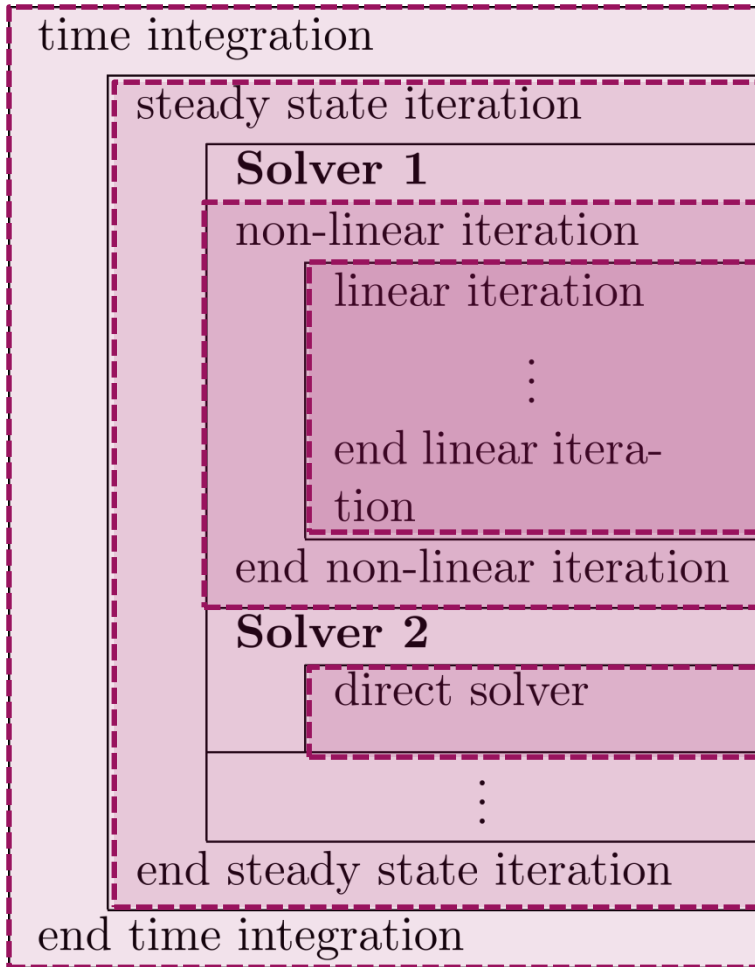 time integration
steady state iteration
Solver 1
non-linear iteration
linear iteration
⋮
end linear itera-
tion
end non-linear iteration
Solver 2
direct solver
⋮
end steady state iteration
end time integration